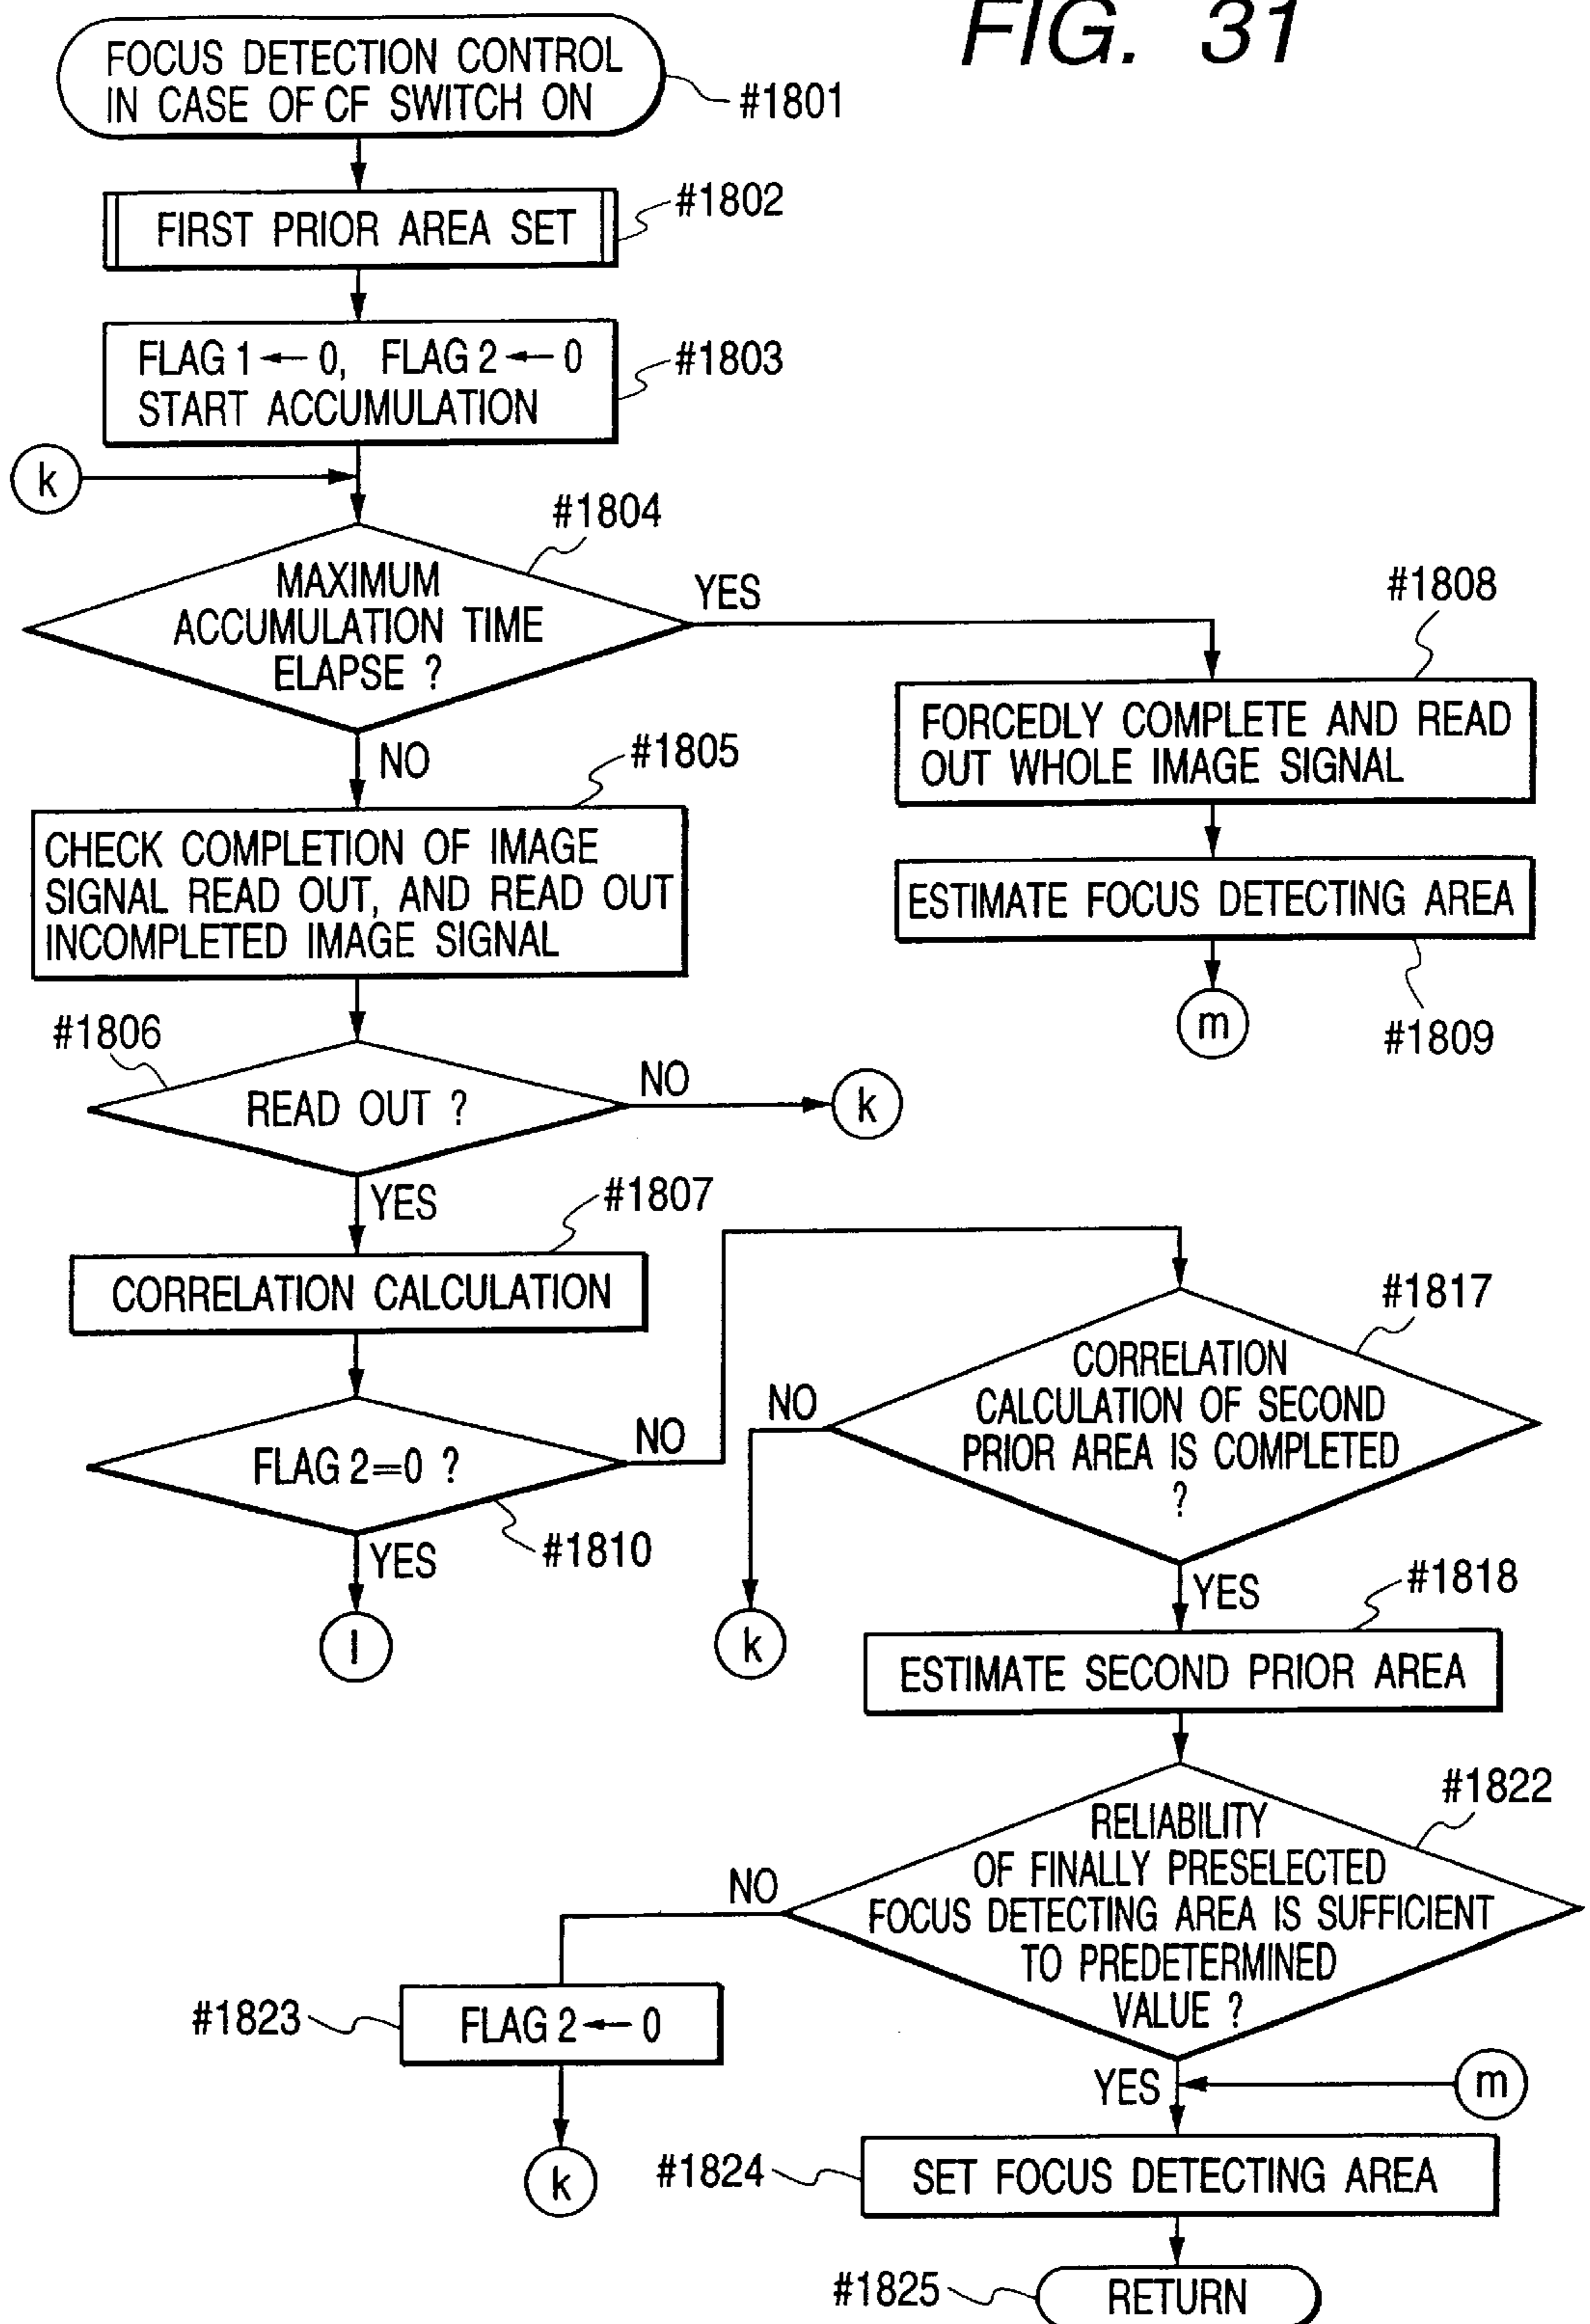 FIG. 31
FOCUS DETECTION CONTROL
IN CASE OF CF SWITCH ON
#1801
FIRST PRIOR AREA SET
#1802
FLAG 1 ← 0, FLAG 2 ← 0
START ACCUMULATION
#1803
k
#1804
MAXIMUM
ACCUMULATION TIME
ELAPSE ?
YES
NO
#1808
FORCEDLY COMPLETE AND READ
OUT WHOLE IMAGE SIGNAL
ESTIMATE FOCUS DETECTING AREA
#1809
m
#1805
CHECK COMPLETION OF IMAGE
SIGNAL READ OUT, AND READ OUT
INCOMPLETED IMAGE SIGNAL
#1806
READ OUT ?
NO
k
YES
#1807
CORRELATION CALCULATION
FLAG 2=0 ?
NO
#1810
YES
l
#1817
CORRELATION
CALCULATION OF SECOND
PRIOR AREA IS COMPLETED
?
NO
k
YES
#1818
ESTIMATE SECOND PRIOR AREA
#1822
RELIABILITY
OF FINALLY PRESELECTED
FOCUS DETECTING AREA IS SUFFICIENT
TO PREDETERMINED
VALUE ?
NO
#1823
FLAG 2 ← 0
k
YES
m
#1824
SET FOCUS DETECTING AREA
#1825
RETURN